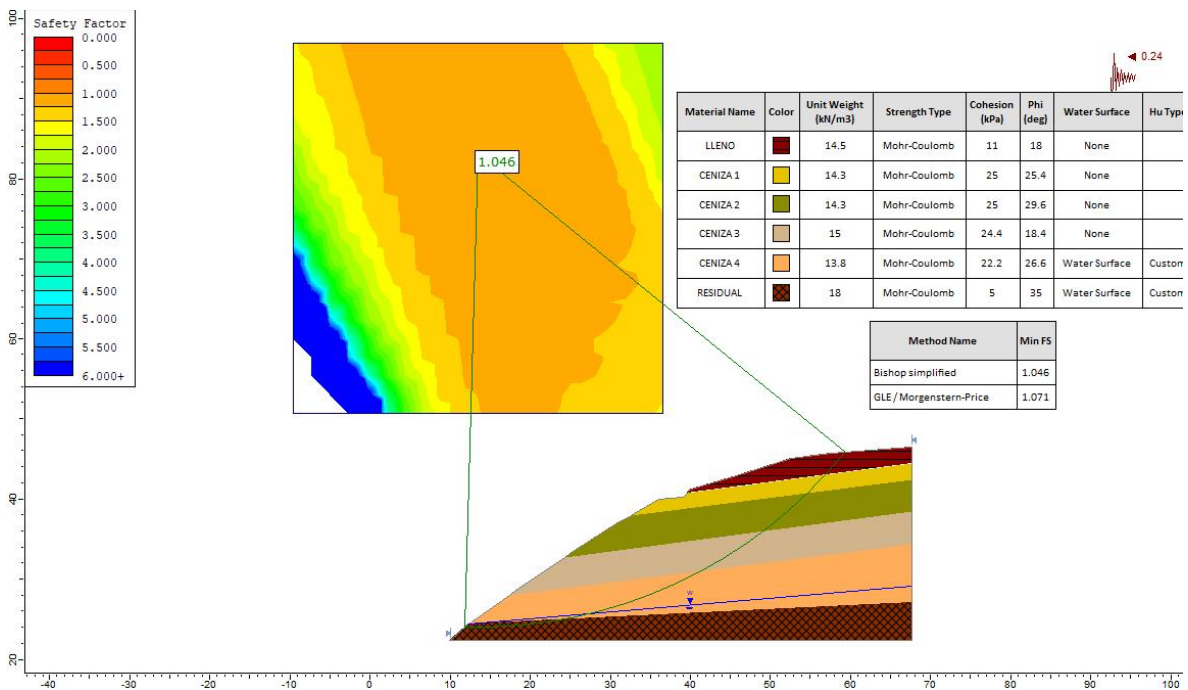 Safety Factor
0.000
0.500
1.000
1.500
2.000
2.500
3.000
3.500
4.000
4.500
5.000
5.500
6.000+
1.046
0.24
Material Name Color Unit Weight (kN/m3) Strength Type Cohesion (kPa) Phi (deg) Water Surface Hu Type
LLENO 14.5 Mohr-Coulomb 11 18 None
CENIZA 1 14.3 Mohr-Coulomb 25 25.4 None
CENIZA 2 14.3 Mohr-Coulomb 25 29.6 None
CENIZA 3 15 Mohr-Coulomb 24.4 18.4 None
CENIZA 4 13.8 Mohr-Coulomb 22.2 26.6 Water Surface Custom
RESIDUAL 18 Mohr-Coulomb 5 35 Water Surface Custom
Method Name Min FS
Bishop simplified 1.046
GLE / Morgenstern-Price 1.071
W
100
80
60
40
20
-40 -30 -20 -10 0 10 20 30 40 50 60 70 80 90 100